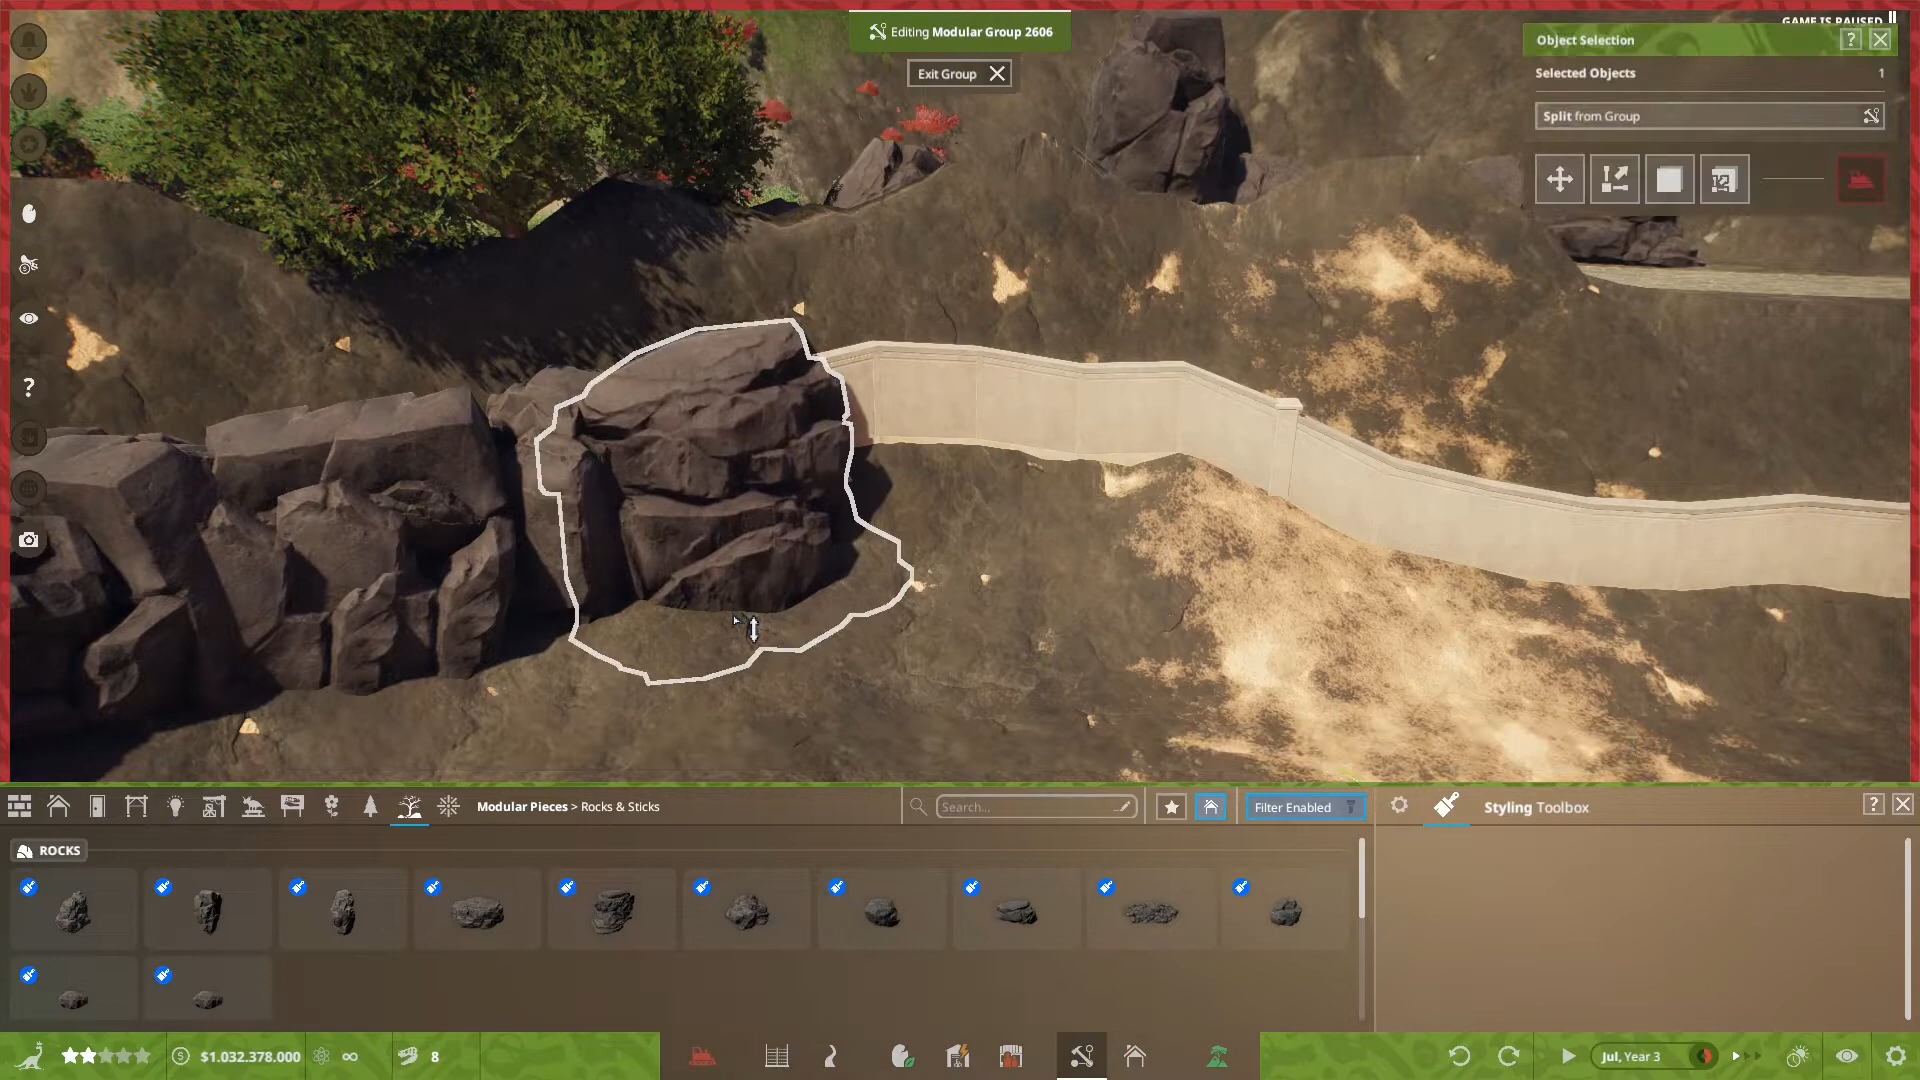 GAME IS PAUSED
Editing Modular Group 2606
Exit Group
Object Selection
?
Selected Objects 1
Split from Group
?
Modular Pieces > Rocks & Sticks
Search...
Filter Enabled
Styling Toolbox
?
ROCKS
$1.032.378.000
∞
8
Jul, Year 3